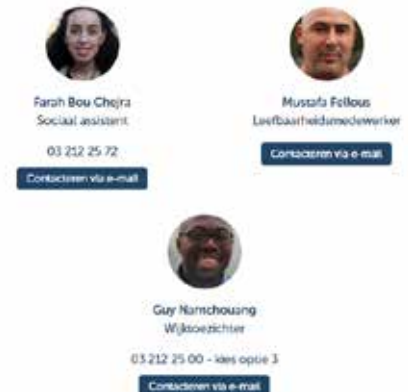 Farah Bou Chejra
Sociaal assistent
03 212 25 72
Contacteren via e-mail
Mustafa Fellous
Leefbaarheidsmedewerker
Contacteren via e-mail
Guy Namchouang
Wijktoezichter
03 212 25 00 - kies optie 3
Contacteren via e-mail